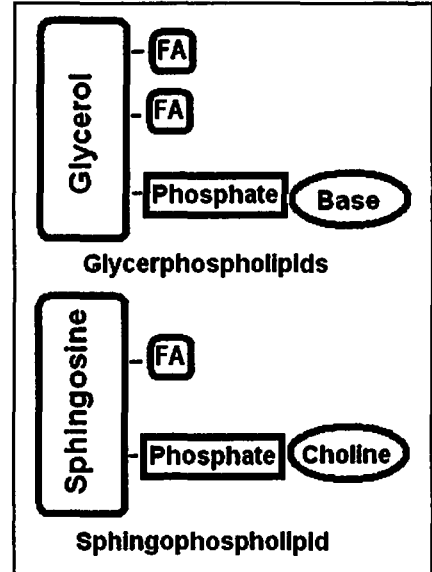 Glycerol
FA
FA
Phosphate Base
Glycerphospholipids
Sphingosine
FA
Phosphate Choline
Sphingophospholipid